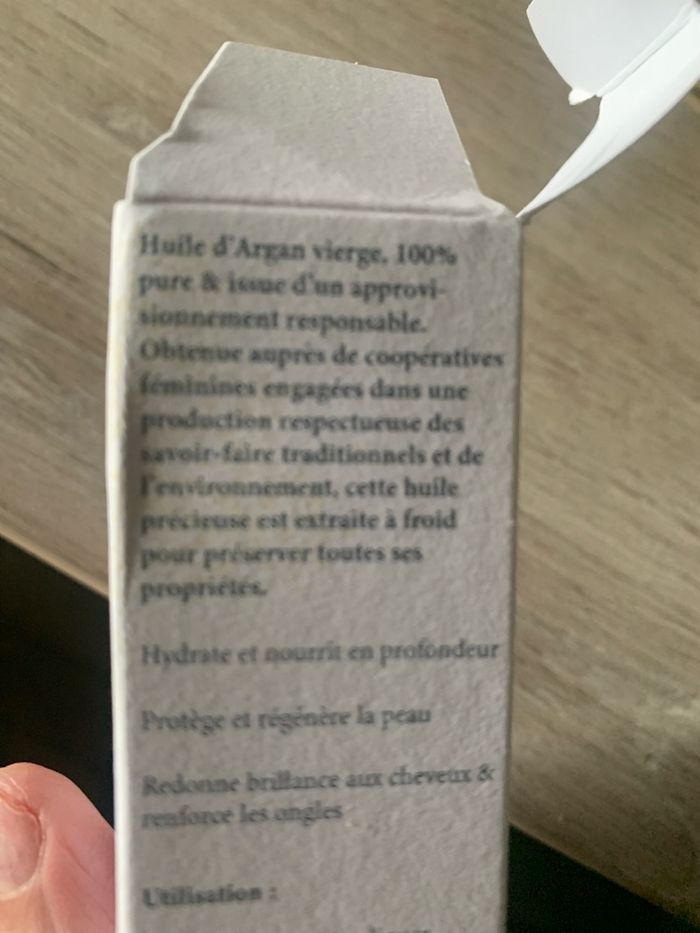 Huile d'Argan vierge, 100%
pure & issue d'un approvi-
sionnement responsable.
Obtenue auprès de coopératives
féminines engagées dans une
production respectueuse des
savoir-faire traditionnels et de
l'environnement, cette huile
précieuse est extraite à froid
pour préserver toutes ses
propriétés.
Hydrate et nourrit en profondeur
Protège et régénère la peau
Redonne brillance aux cheveux &
renforce les ongles
Utilisation :